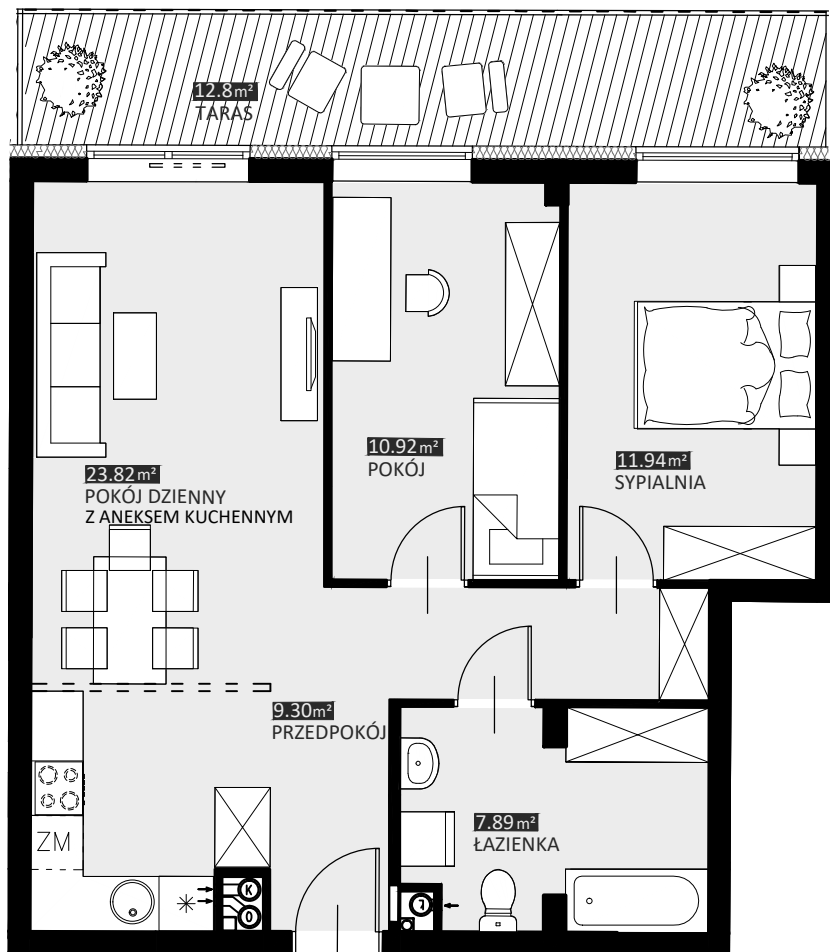 12.8m²
TARAS
10.92m²
POKÓJ
11.94m²
SYPIALNIA
23.82m²
POKÓJ DZIENNY
Z ANEKSEM KUCHENNYM
9.30m²
PRZEDPOKÓJ
7.89m²
ŁAZIENKA
ZM
K
O